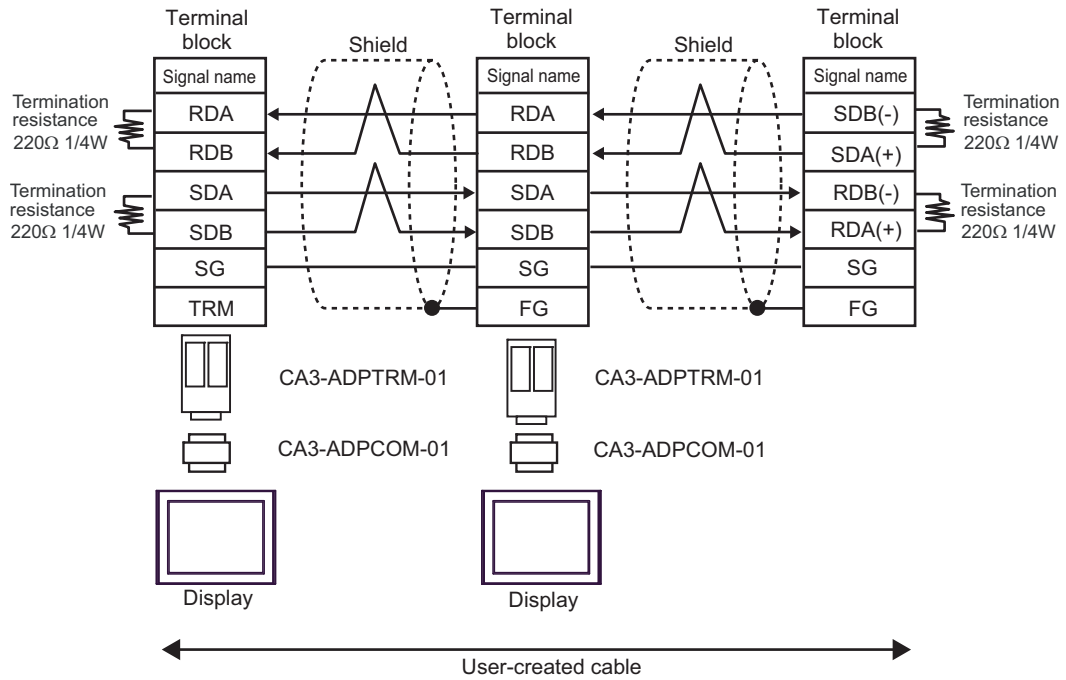 Terminal
block
Shield
Terminal
block
Shield
Terminal
block
Signal name
Signal name
Signal name
Termination
resistance
220Ω 1/4W
RDA
RDA
SDB(-)
Termination
resistance
220Ω 1/4W
RDB
RDB
SDA(+)
Termination
resistance
220Ω 1/4W
SDA
SDA
RDB(-)
Termination
resistance
220Ω 1/4W
SDB
SDB
RDA(+)
SG
SG
SG
TRM
FG
FG
CA3-ADPTRM-01
CA3-ADPTRM-01
CA3-ADPCOM-01
CA3-ADPCOM-01
Display
Display
User-created cable